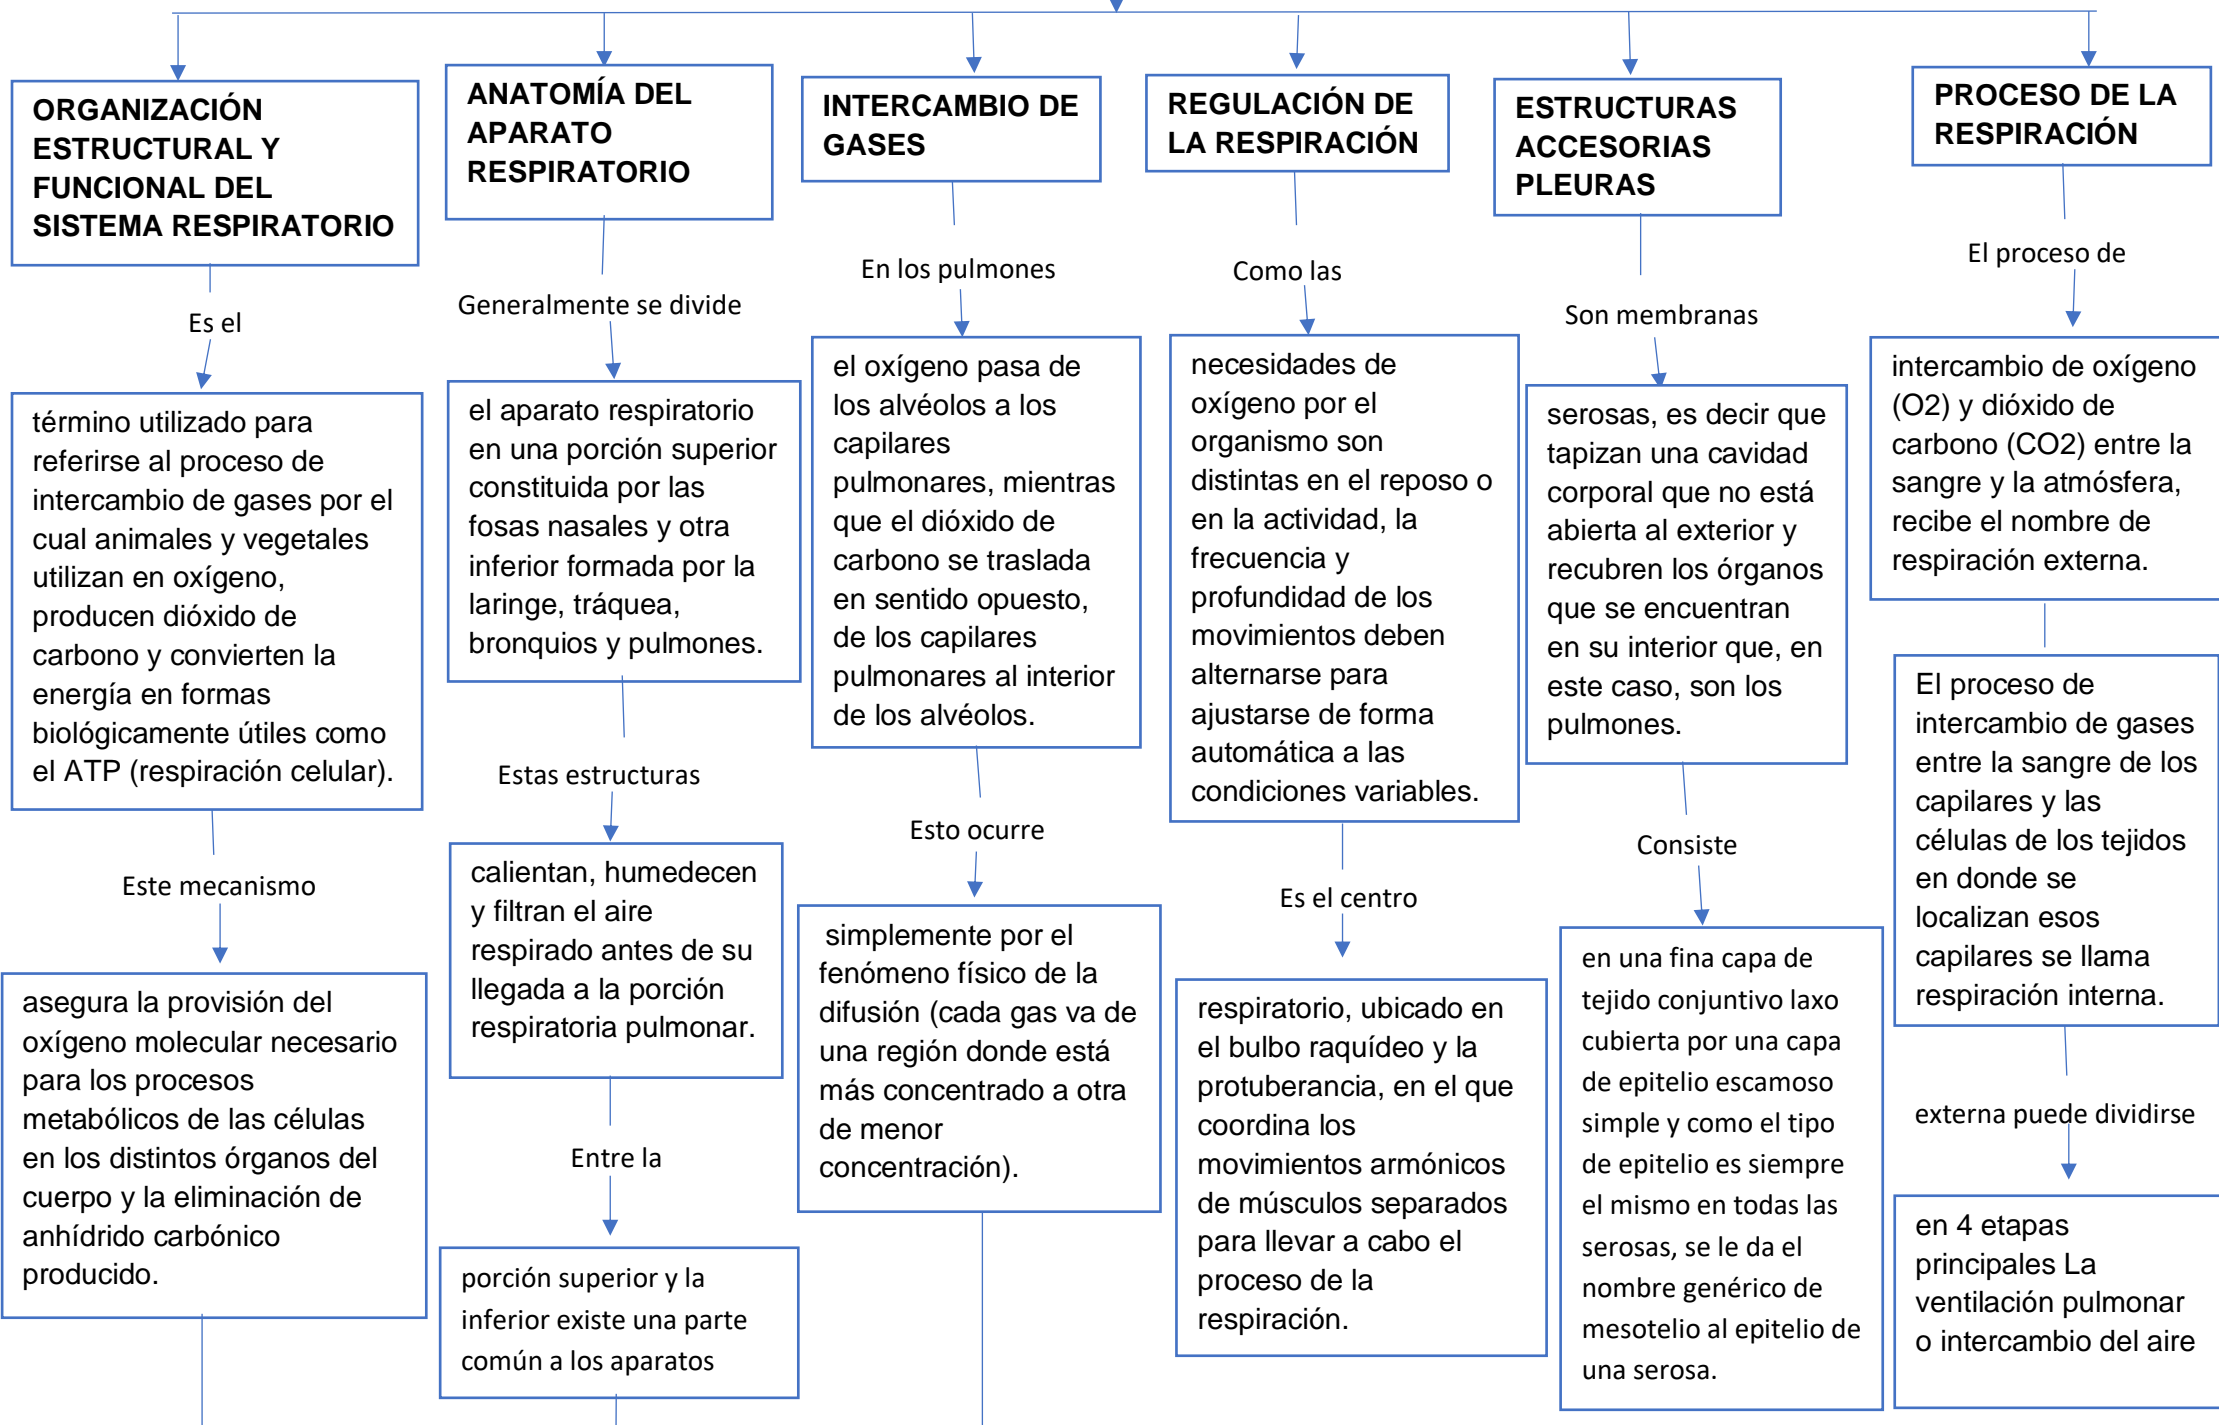 ORGANIZACIÓN
ESTRUCTURAL Y
FUNCIONAL DEL
SISTEMA RESPIRATORIO
Es el
término utilizado para
referirse al proceso de
intercambio de gases por el
cual animales y vegetales
utilizan en oxígeno,
producen dióxido de
carbono y convierten la
energía en formas
biológicamente útiles como
el ATP (respiración celular).
Este mecanismo
asegura la provisión del
oxígeno molecular necesario
para los procesos
metabólicos de las células
en los distintos órganos del
cuerpo y la eliminación de
anhídrido carbónico
producido.
ANATOMÍA DEL
APARATO
RESPIRATORIO
Generalmente se divide
el aparato respiratorio
en una porción superior
constituida por las
fosas nasales y otra
inferior formada por la
laringe, tráquea,
bronquios y pulmones.
Estas estructuras
calientan, humedecen
y filtran el aire
respirado antes de su
llegada a la porción
respiratoria pulmonar.
Entre la
porción superior y la
inferior existe una parte
común a los aparatos
INTERCAMBIO DE
GASES
En los pulmones
el oxígeno pasa de
los alvéolos a los
capilares
pulmonares, mientras
que el dióxido de
carbono se traslada
en sentido opuesto,
de los capilares
pulmonares al interior
de los alvéolos.
Esto ocurre
simplemente por el
fenómeno físico de la
difusión (cada gas va de
una región donde está
más concentrado a otra
de menor
concentración).
REGULACIÓN DE
LA RESPIRACIÓN
Como las
necesidades de
oxígeno por el
organismo son
distintas en el reposo o
en la actividad, la
frecuencia y
profundidad de los
movimientos deben
alternarse para
ajustarse de forma
automática a las
condiciones variables.
Es el centro
respiratorio, ubicado en
el bulbo raquídeo y la
protuberancia, en el que
coordina los
movimientos armónicos
de músculos separados
para llevar a cabo el
proceso de la
respiración.
ESTRUCTURAS
ACCESORIAS
PLEURAS
Son membranas
serosas, es decir que
tapizan una cavidad
corporal que no está
abierta al exterior y
recubren los órganos
que se encuentran
en su interior que, en
este caso, son los
pulmones.
Consiste
en una fina capa de
tejido conjuntivo laxo
cubierta por una capa
de epitelio escamoso
simple y como el tipo
de epitelio es siempre
el mismo en todas las
serosas, se le da el
nombre genérico de
mesotelio al epitelio de
una serosa.
PROCESO DE LA
RESPIRACIÓN
El proceso de
intercambio de oxígeno
(O2) y dióxido de
carbono (CO2) entre la
sangre y la atmósfera,
recibe el nombre de
respiración externa.
El proceso de
intercambio de gases
entre la sangre de los
capilares y las
células de los tejidos
en donde se
localizan esos
capilares se llama
respiración interna.
externa puede dividirse
en 4 etapas
principales La
ventilación pulmonar
o intercambio del aire